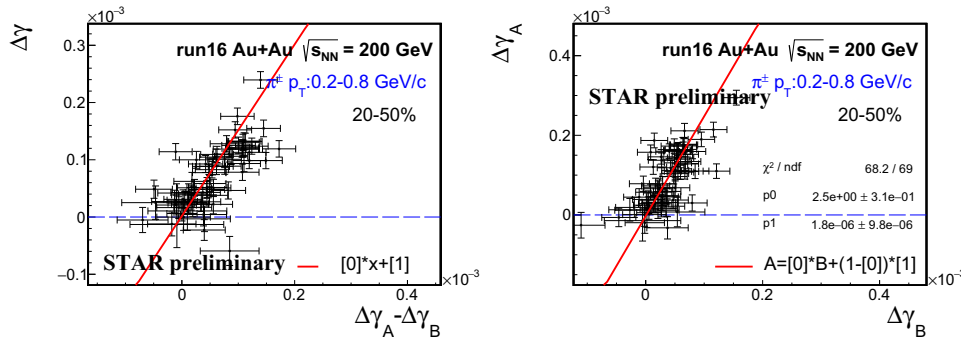 ×10⁻³
Δγ
0.3
0.2
0.1
0
−0.1
run16 Au+Au √s_NN = 200 GeV
π± p_T:0.2-0.8 GeV/c
20-50%
STAR preliminary
[0]*x+[1]
0 0.2 0.4
×10⁻³
Δγ_A-Δγ_B
×10⁻³
Δγ_A
0.4
0.2
0
run16 Au+Au √s_NN = 200 GeV
π± p_T:0.2-0.8 GeV/c
STAR preliminary
20-50%
χ² / ndf 68.2 / 69
p0 2.5e+00 ± 3.1e−01
p1 1.8e−06 ± 9.8e−06
A=[0]*B+(1-[0])*[1]
0 0.2 0.4
×10⁻³
Δγ_B